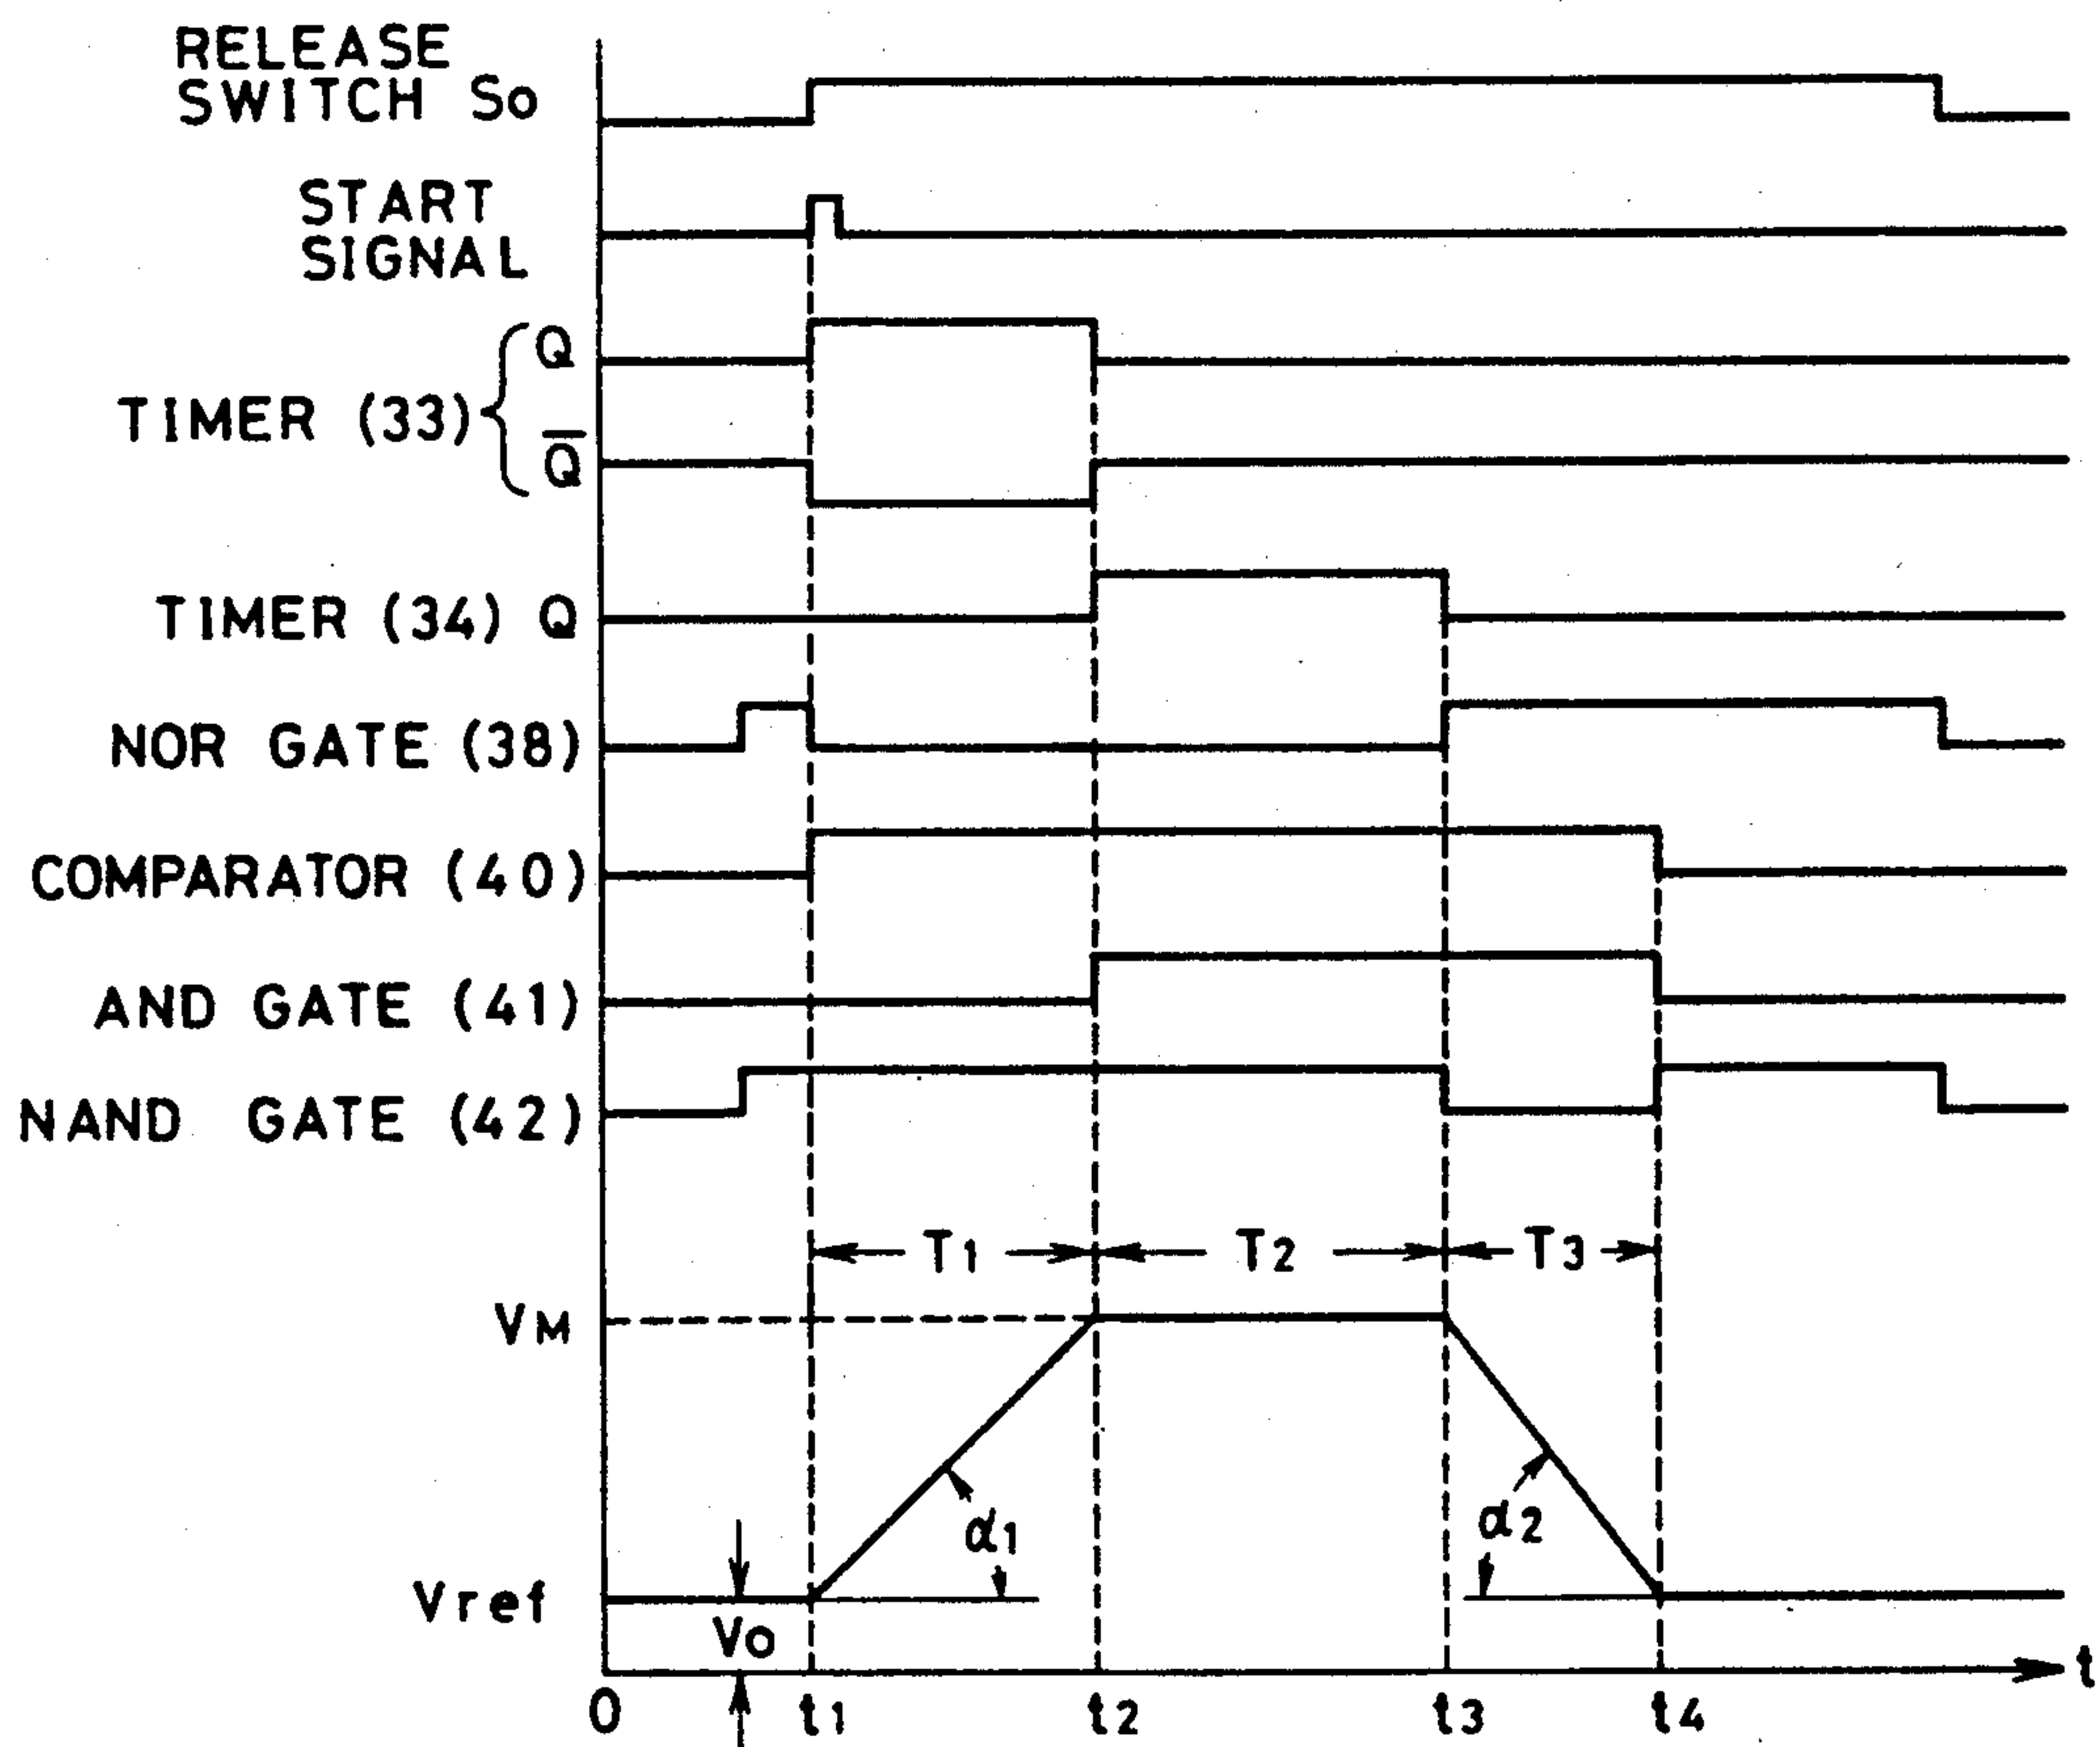 RELEASE
SWITCH So
START
SIGNAL
TIMER (33) Q
Q̅
TIMER (34) Q
NOR GATE (38)
COMPARATOR (40)
AND GATE (41)
NAND GATE (42)
T1 T2 T3
VM
α1 α2
Vref
Vo
0 t1 t2 t3 t4 t